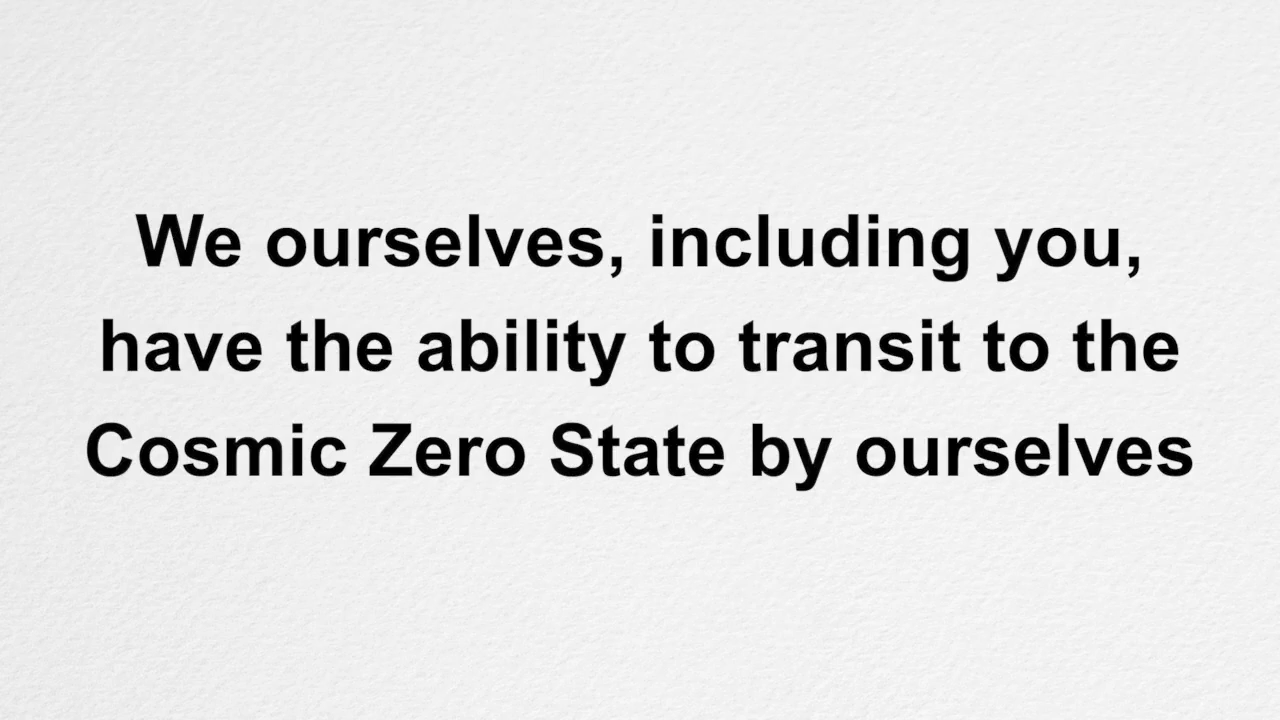 We ourselves, including you,
have the ability to transit to the
Cosmic Zero State by ourselves